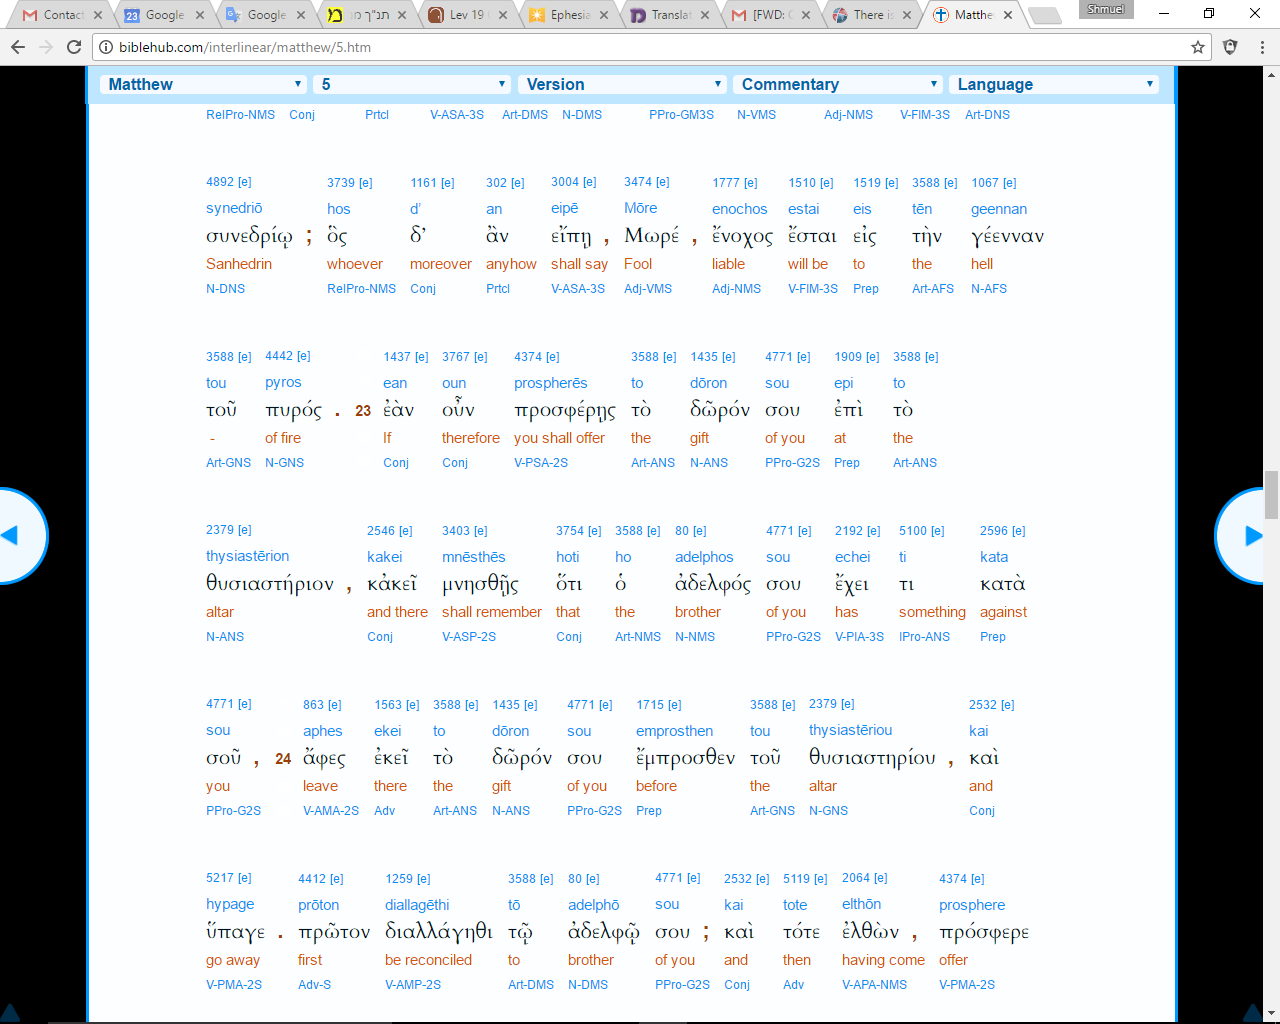 Contact Google Google תנ"ך מנ Lev 19 Ephesia Translat [FWD: There is Matthew Shmuel
biblehub.com/interlinear/matthew/5.htm
Matthew 5 Version Commentary Language
RelPro-NMS Conj Prtcl V-ASA-3S Art-DMS N-DMS PPro-GM3S N-VMS Adj-NMS V-FIM-3S Art-DNS
4892 [e] 3739 [e] 1161 [e] 302 [e] 3004 [e] 3474 [e] 1777 [e] 1510 [e] 1519 [e] 3588 [e] 1067 [e]
synedriō hos d’ an eipē Mōre enochos estai eis tēn geennan
συνεδρίῳ ; ὃς δ’ ἂν εἴπῃ , Μωρέ , ἔνοχος ἔσται εἰς τὴν γέενναν
Sanhedrin whoever moreover anyhow shall say Fool liable will be to the hell
N-DNS RelPro-NMS Conj Prtcl V-ASA-3S Adj-VMS Adj-NMS V-FIM-3S Prep Art-AFS N-AFS
3588 [e] 4442 [e] 1437 [e] 3767 [e] 4374 [e] 3588 [e] 1435 [e] 4771 [e] 1909 [e] 3588 [e]
tou pyros ean oun prospherēs to dōron sou epi to
τοῦ πυρός . 23 ἐὰν οὖν προσφέρῃς τὸ δῶρόν σου ἐπὶ τὸ
- of fire If therefore you shall offer the gift of you at the
Art-GNS N-GNS Conj Conj V-PSA-2S Art-ANS N-ANS PPro-G2S Prep Art-ANS
2379 [e] 2546 [e] 3403 [e] 3754 [e] 3588 [e] 80 [e] 4771 [e] 2192 [e] 5100 [e] 2596 [e]
thysiastērion kakei mnēsthēs hoti ho adelphos sou echei ti kata
θυσιαστήριον , κἀκεῖ μνησθῇς ὅτι ὁ ἀδελφός σου ἔχει τι κατὰ
altar and there shall remember that the brother of you has something against
N-ANS Conj V-ASP-2S Conj Art-NMS N-NMS PPro-G2S V-PIA-3S IPro-ANS Prep
4771 [e] 863 [e] 1563 [e] 3588 [e] 1435 [e] 4771 [e] 1715 [e] 3588 [e] 2379 [e] 2532 [e]
sou aphes ekei to dōron sou emprosthen tou thysiastēriou kai
σοῦ , 24 ἄφες ἐκεῖ τὸ δῶρόν σου ἔμπροσθεν τοῦ θυσιαστηρίου , καὶ
you leave there the gift of you before the altar and
PPro-G2S V-AMA-2S Adv Art-ANS N-ANS PPro-G2S Prep Art-GNS N-GNS Conj
5217 [e] 4412 [e] 1259 [e] 3588 [e] 80 [e] 4771 [e] 2532 [e] 5119 [e] 2064 [e] 4374 [e]
hypage prōton diallagēthi tō adelphō sou kai tote elthōn prosphere
ὕπαγε . πρῶτον διαλλάγηθι τῷ ἀδελφῷ σου ; καὶ τότε ἐλθὼν , πρόσφερε
go away first be reconciled to brother of you and then having come offer
V-PMA-2S Adv-S V-AMP-2S Art-DMS N-DMS PPro-G2S Conj Adv V-APA-NMS V-PMA-2S